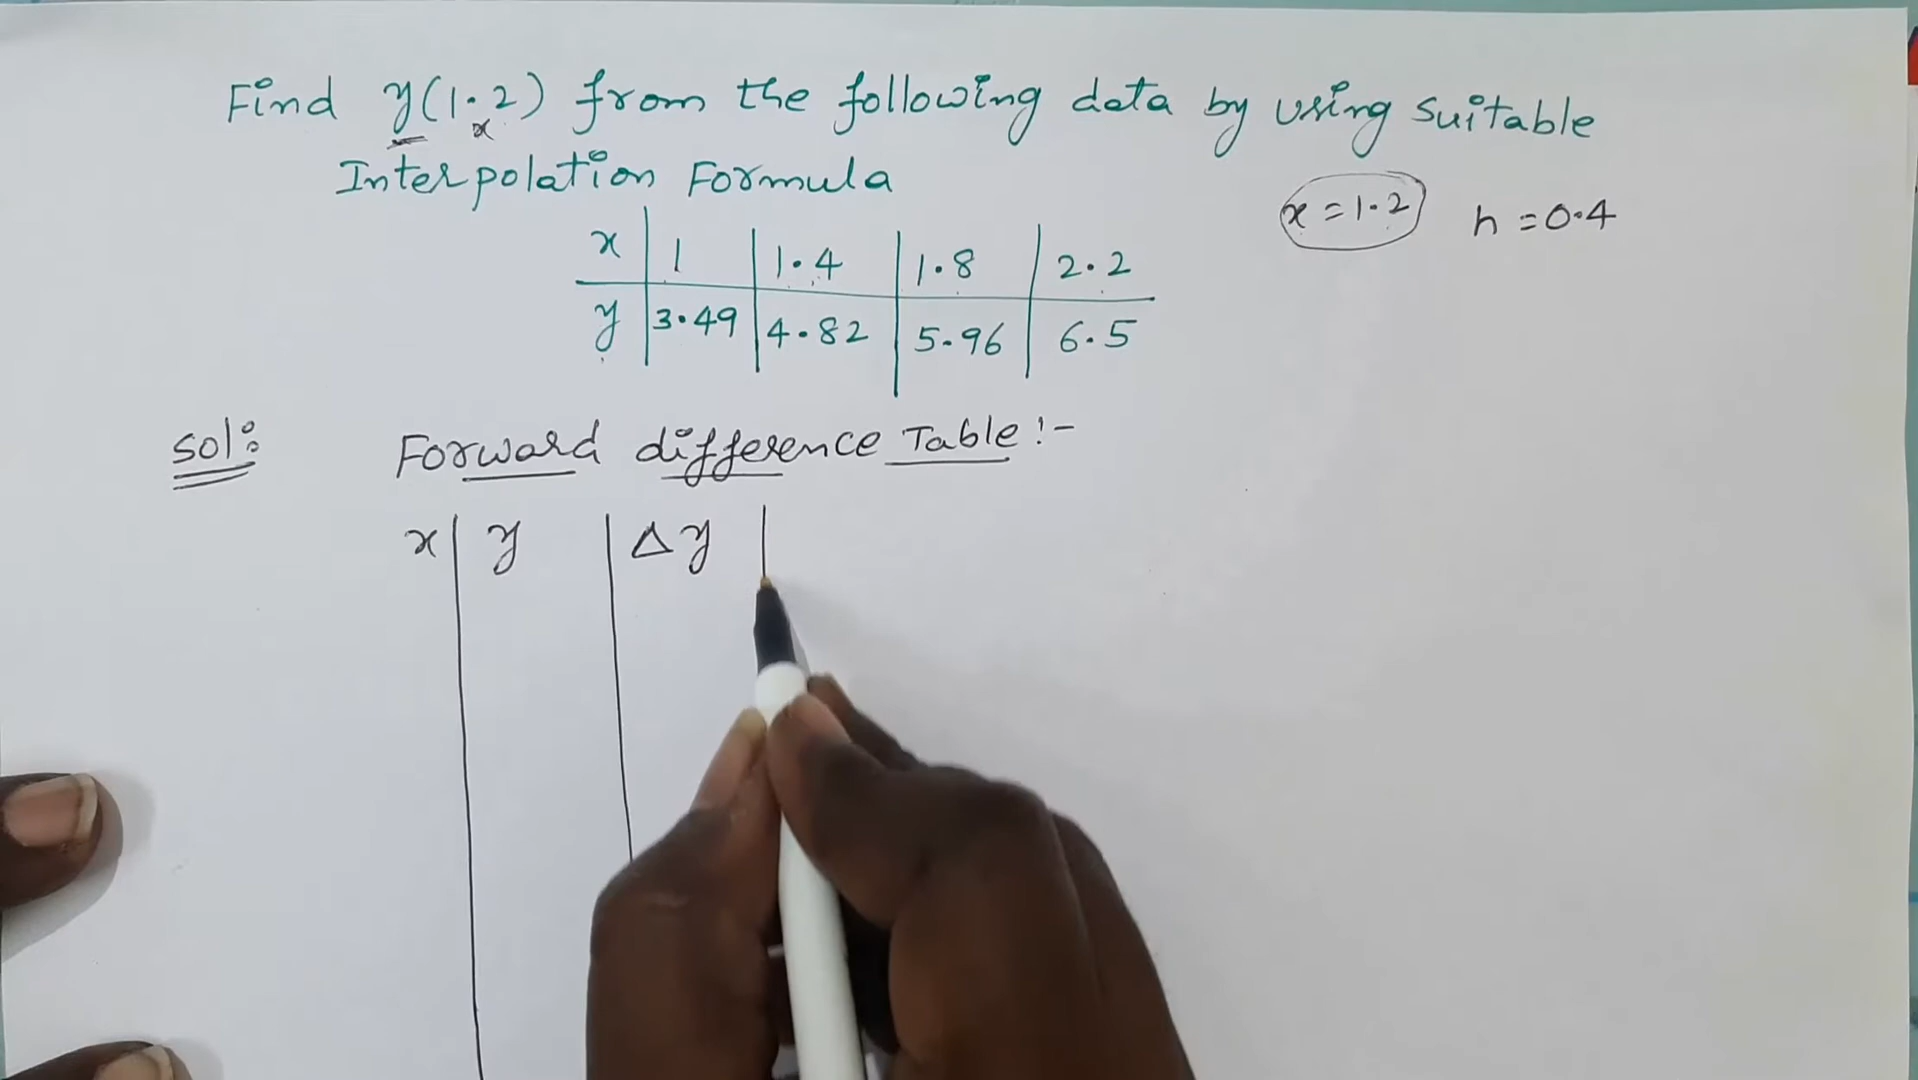 Find y(1.2) from the following data by using suitable
x
Interpolation Formula
x = 1.2 h = 0.4
x 1 1.4 1.8 2.2
y 3.49 4.82 5.96 6.5
Sol: Forward difference Table :-
x y Δy